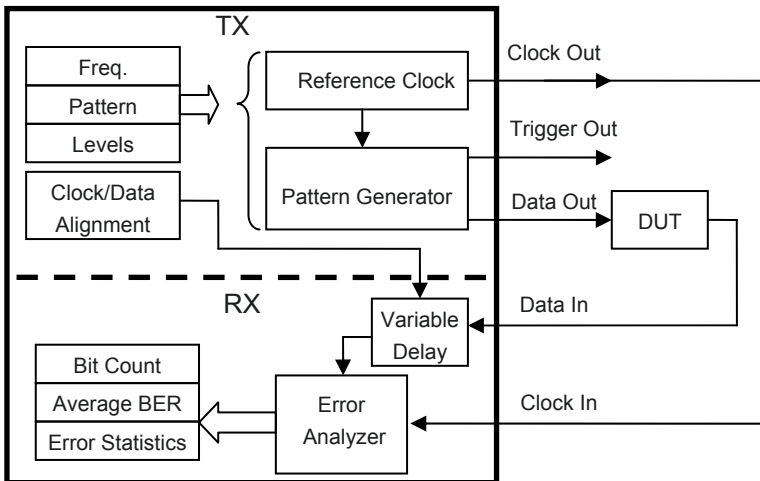 TX
Freq.
Pattern
Levels
Clock/Data
Alignment
Reference Clock
Pattern Generator
Clock Out
Trigger Out
Data Out
DUT
RX
Variable
Delay
Data In
Bit Count
Average BER
Error Statistics
Error
Analyzer
Clock In